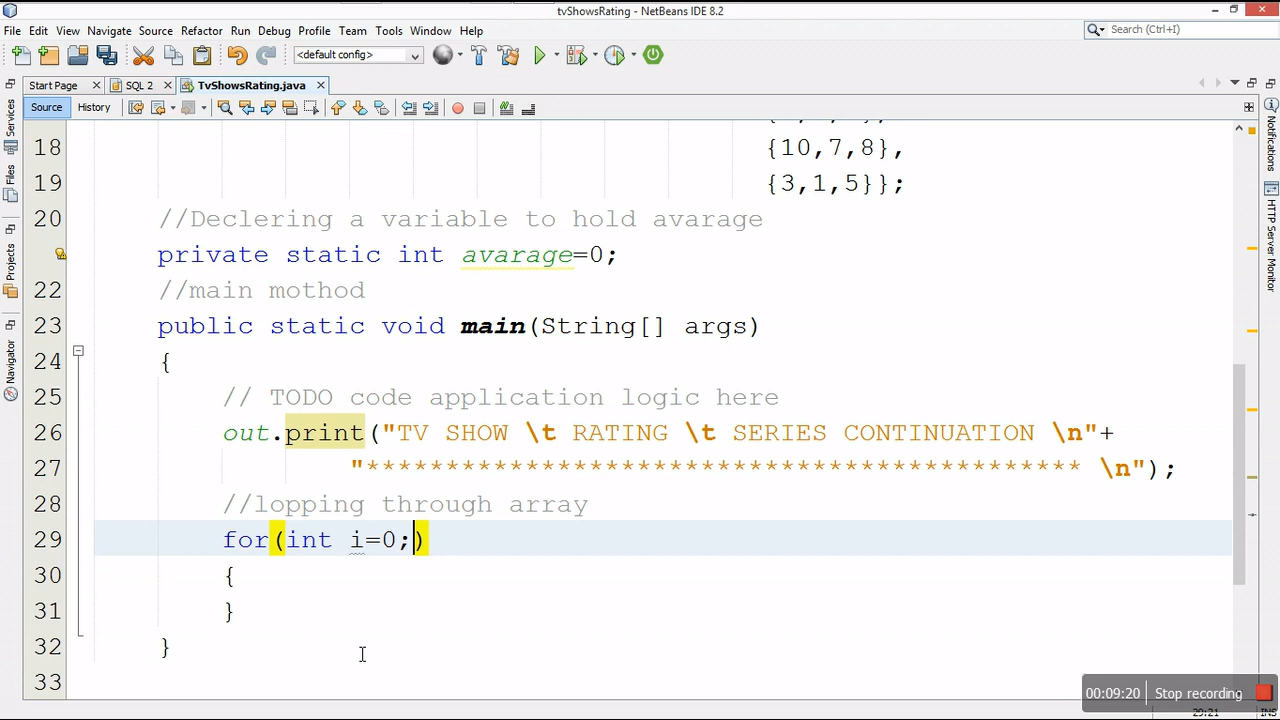 tvShowsRating - NetBeans IDE 8.2
File Edit View Navigate Source Refactor Run Debug Profile Team Tools Window Help
Search (Ctrl+I)
<default config>
Start Page
SQL 2
TvShowsRating.java
Source History
Services
Files
Projects
Navigator
Notifications
HTTP Server Monitor
18 {10,7,8},
19 {3,1,5}};
20 //Declering a variable to hold avarage
private static int avarage=0;
22 //main mothod
23 public static void main(String[] args)
24 {
25 // TODO code application logic here
26 out.print("TV SHOW \t RATING \t SERIES CONTINUATION \n"+
27 "********************************************* \n");
28 //lopping through array
29 for(int i=0;)
30 {
31 }
32 }
33
00:09:20 Stop recording
29:21 INS